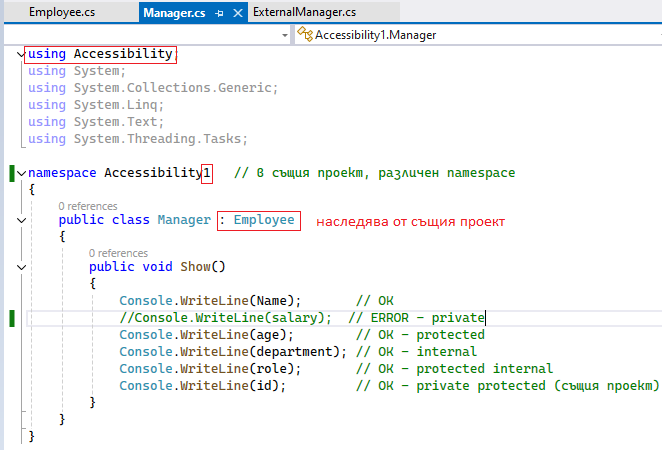 Employee.cs Manager.cs ExternalManager.cs
Accessibility1.Manager
using Accessibility;
using System;
using System.Collections.Generic;
using System.Linq;
using System.Text;
using System.Threading.Tasks;
namespace Accessibility1 // в същия проект, различен namespace
{
0 references
public class Manager : Employee наследява от същия проект
{
0 references
public void Show()
{
Console.WriteLine(Name); // OK
//Console.WriteLine(salary); // ERROR – private
Console.WriteLine(age); // OK – protected
Console.WriteLine(department); // OK – internal
Console.WriteLine(role); // OK – protected internal
Console.WriteLine(id); // OK – private protected (същия проект)
}
}
}